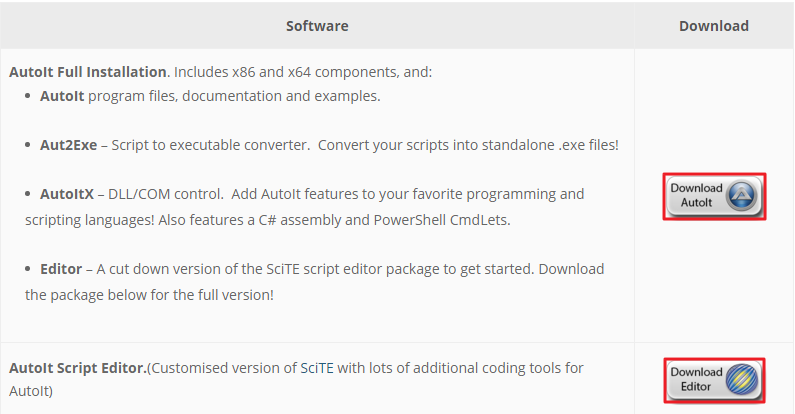 Software
Download
AutoIt Full Installation. Includes x86 and x64 components, and:
AutoIt program files, documentation and examples.
Aut2Exe – Script to executable converter.  Convert your scripts into standalone .exe files!
AutoItX – DLL/COM control.  Add AutoIt features to your favorite programming and
scripting languages! Also features a C# assembly and PowerShell CmdLets.
Editor – A cut down version of the SciTE script editor package to get started. Download
the package below for the full version!
Download
AutoIt
AutoIt Script Editor.(Customised version of SciTE with lots of additional coding tools for
AutoIt)
Download
Editor